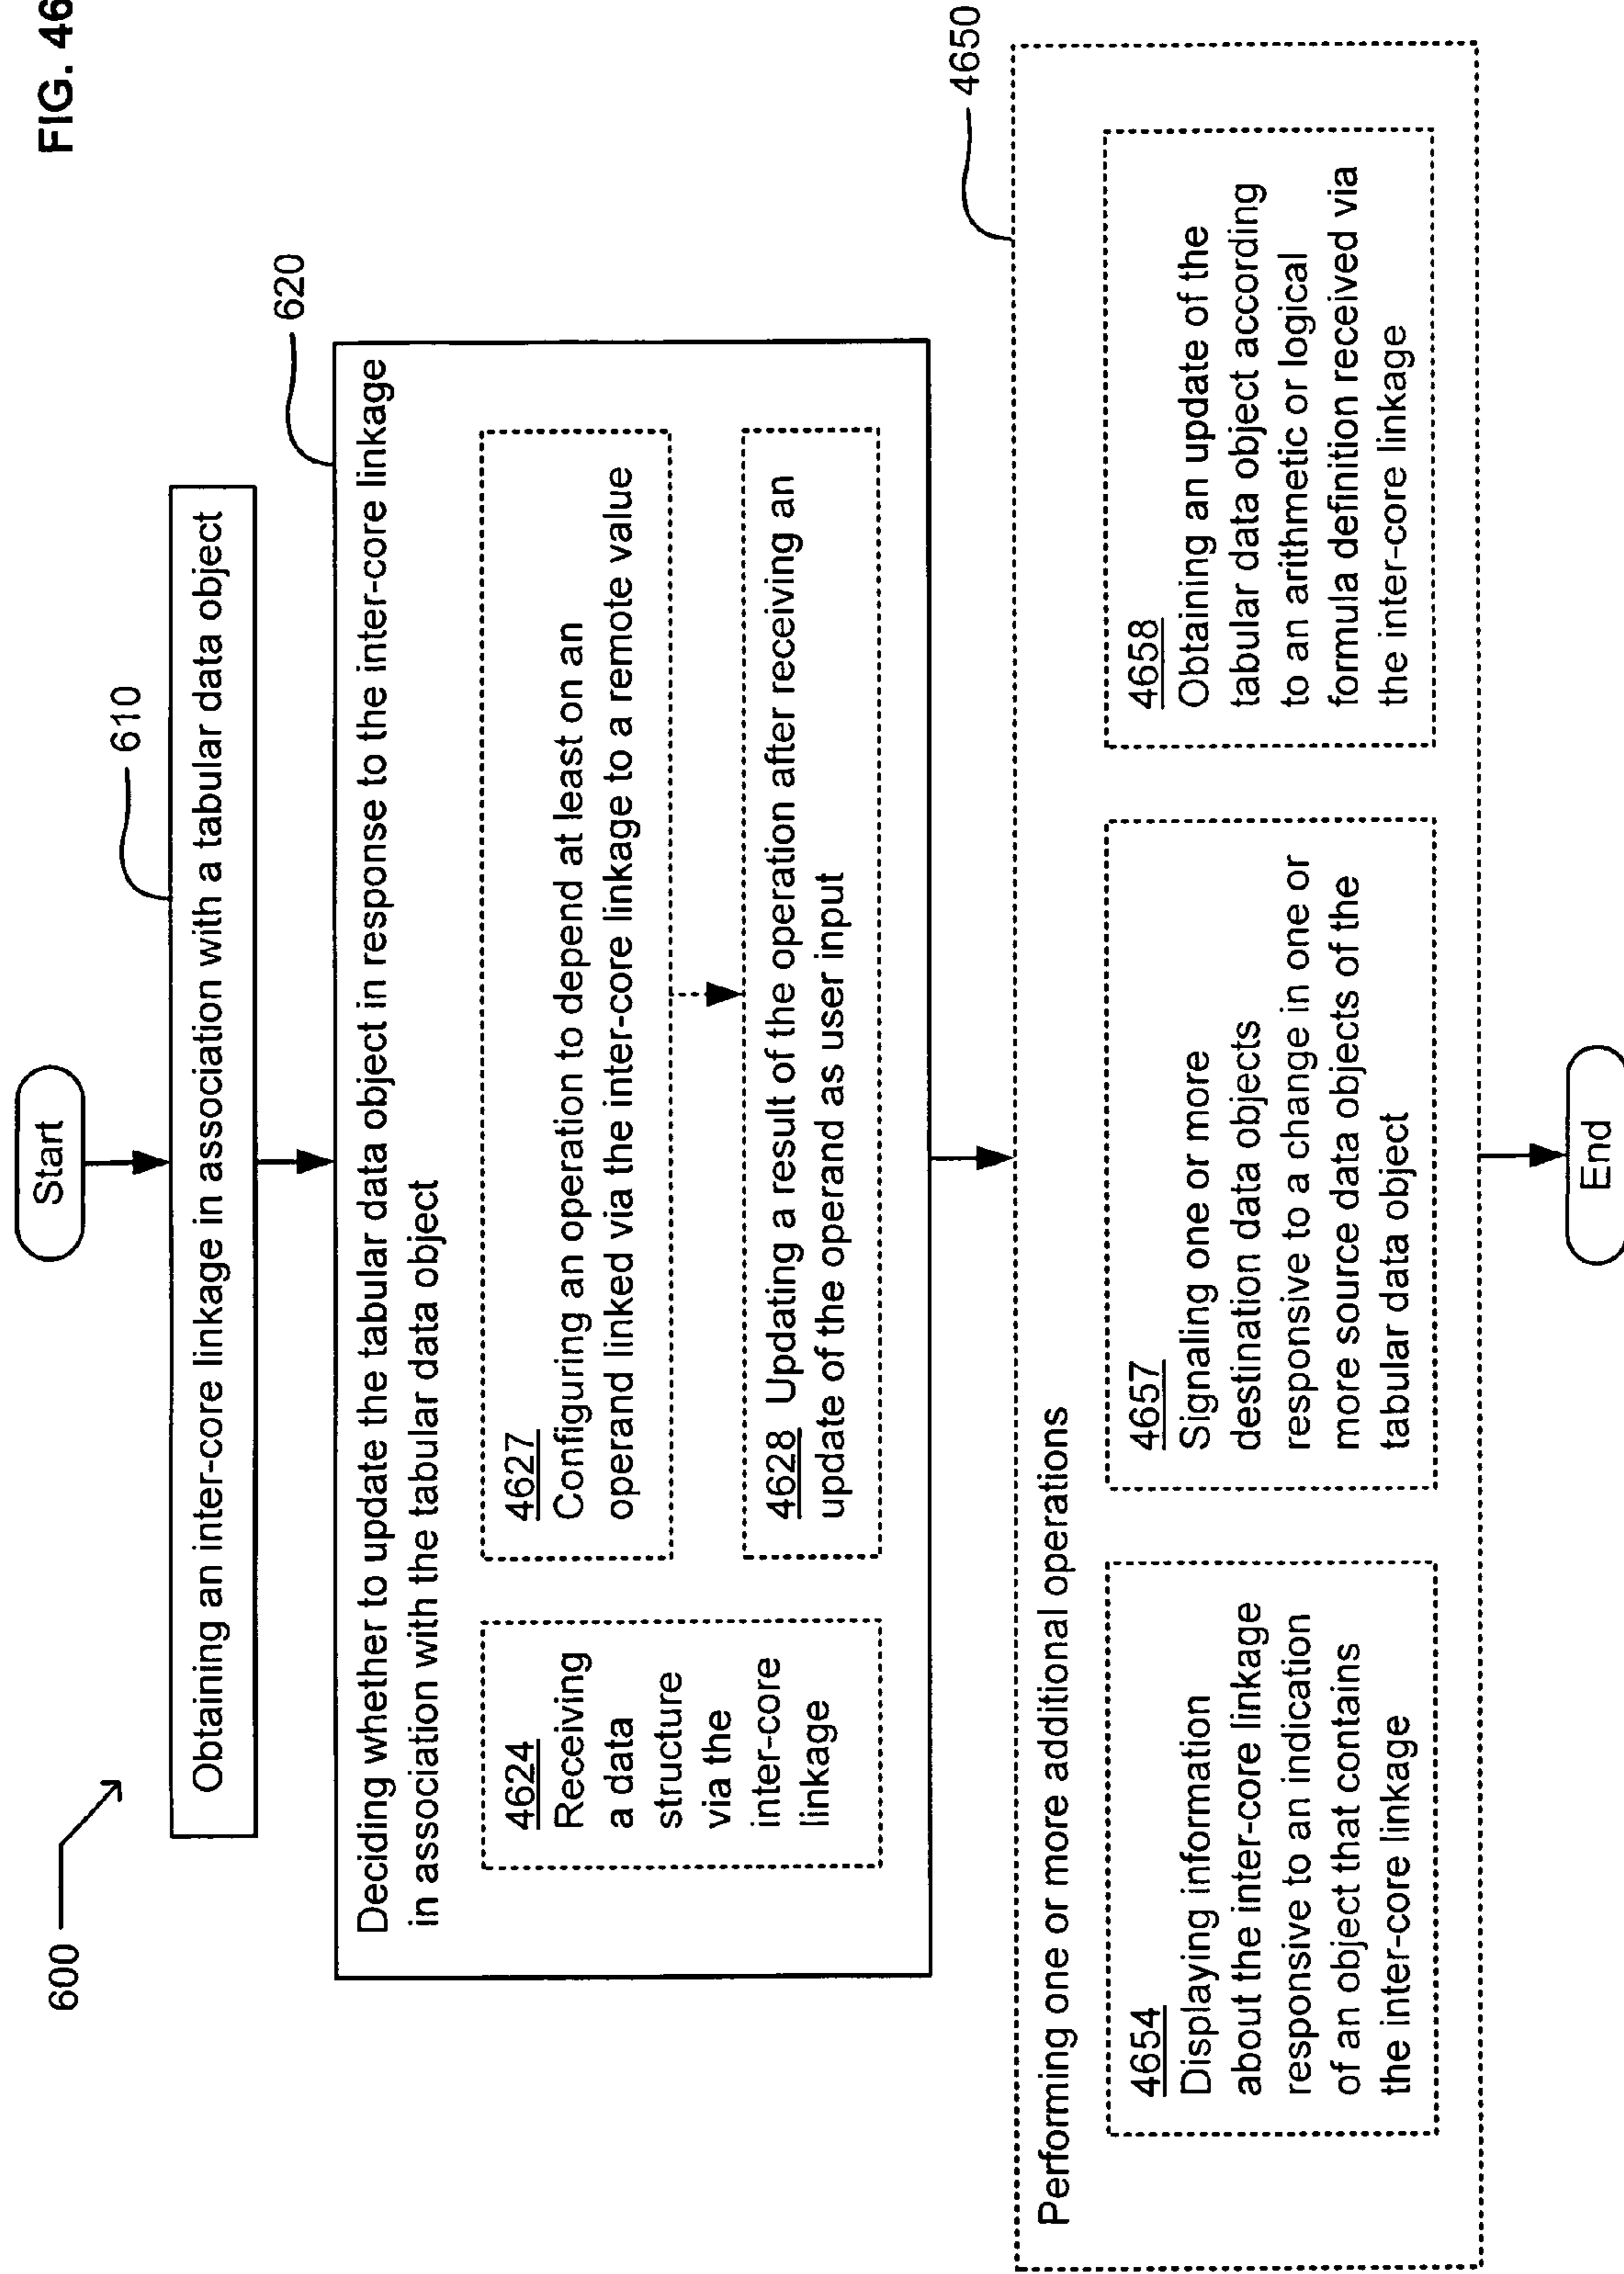 FIG. 46
600
Start
610
Obtaining an inter-core linkage in association with a tabular data object
620
Deciding whether to update the tabular data object in response to the inter-core linkage
in association with the tabular data object
4624
Receiving
a data
structure
via the
inter-core
linkage
4627
Configuring an operation to depend at least on an
operand linked via the inter-core linkage to a remote value
4628 Updating a result of the operation after receiving an
update of the operand as user input
4650
Performing one or more additional operations
4654
Displaying information
about the inter-core linkage
responsive to an indication
of an object that contains
the inter-core linkage
4657
Signaling one or more
destination data objects
responsive to a change in one or
more source data objects of the
tabular data object
4658
Obtaining an update of the
tabular data object according
to an arithmetic or logical
formula definition received via
the inter-core linkage
End